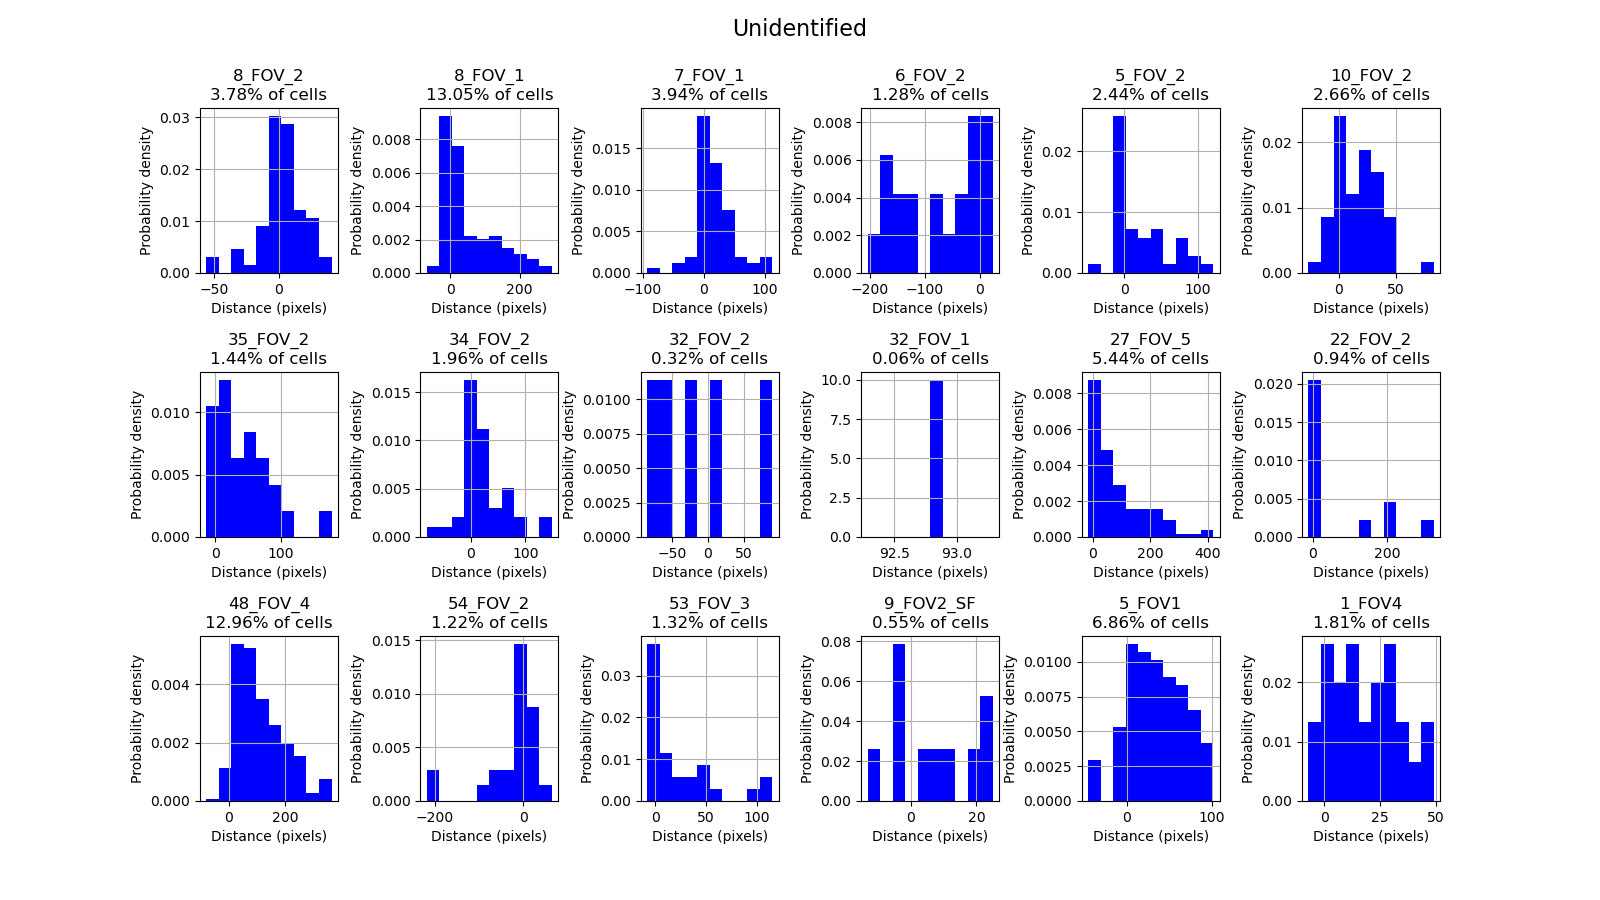 Unidentified
8_FOV_2
3.78% of cells
Probability density
0.03
0.02
0.01
0.00
−50
0
Distance (pixels)
8_FOV_1
13.05% of cells
Probability density
0.008
0.006
0.004
0.002
0.000
0
200
Distance (pixels)
7_FOV_1
3.94% of cells
Probability density
0.015
0.010
0.005
0.000
−100
0
100
Distance (pixels)
6_FOV_2
1.28% of cells
Probability density
0.008
0.006
0.004
0.002
0.000
−200
−100
0
Distance (pixels)
5_FOV_2
2.44% of cells
Probability density
0.02
0.01
0.00
0
100
Distance (pixels)
10_FOV_2
2.66% of cells
Probability density
0.02
0.01
0.00
0
50
Distance (pixels)
35_FOV_2
1.44% of cells
Probability density
0.010
0.005
0.000
0
100
Distance (pixels)
34_FOV_2
1.96% of cells
Probability density
0.015
0.010
0.005
0.000
0
100
Distance (pixels)
32_FOV_2
0.32% of cells
Probability density
0.0100
0.0075
0.0050
0.0025
0.0000
−50
0
50
Distance (pixels)
32_FOV_1
0.06% of cells
Probability density
10.0
7.5
5.0
2.5
0.0
92.5
93.0
Distance (pixels)
27_FOV_5
5.44% of cells
Probability density
0.008
0.006
0.004
0.002
0.000
0
200
400
Distance (pixels)
22_FOV_2
0.94% of cells
Probability density
0.020
0.015
0.010
0.005
0.000
0
200
Distance (pixels)
48_FOV_4
12.96% of cells
Probability density
0.004
0.002
0.000
0
200
Distance (pixels)
54_FOV_2
1.22% of cells
Probability density
0.015
0.010
0.005
0.000
−200
0
Distance (pixels)
53_FOV_3
1.32% of cells
Probability density
0.03
0.02
0.01
0.00
0
50
100
Distance (pixels)
9_FOV2_SF
0.55% of cells
Probability density
0.08
0.06
0.04
0.02
0.00
0
20
Distance (pixels)
5_FOV1
6.86% of cells
Probability density
0.0100
0.0075
0.0050
0.0025
0.0000
0
100
Distance (pixels)
1_FOV4
1.81% of cells
Probability density
0.02
0.01
0.00
0
25
50
Distance (pixels)